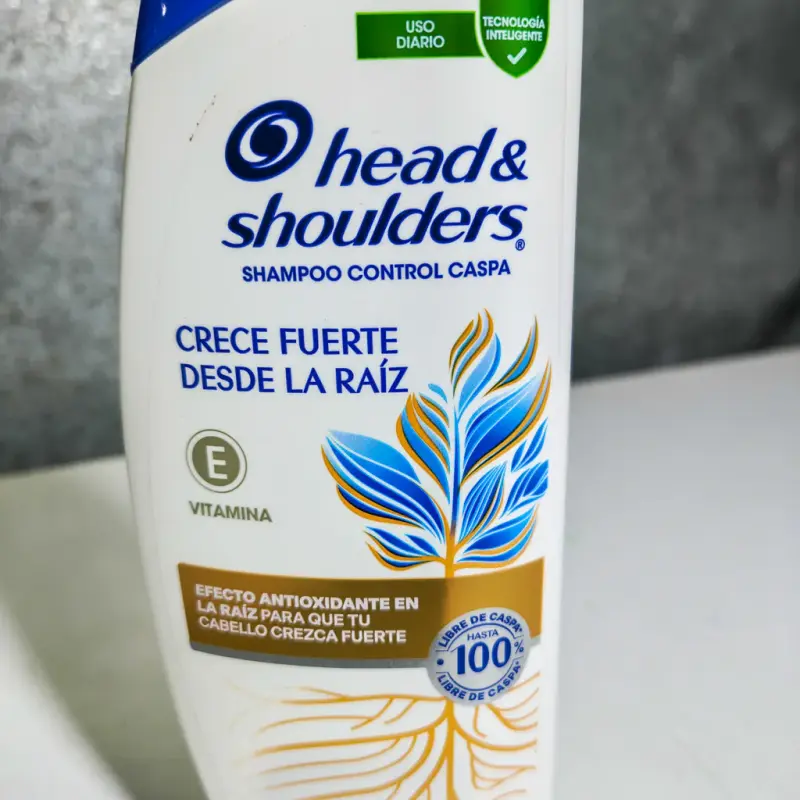 USO
DIARIO
TECNOLOGÍA
INTELIGENTE
head &
shoulders®
SHAMPOO CONTROL CASPA
CRECE FUERTE
DESDE LA RAÍZ
E
VITAMINA
EFECTO ANTIOXIDANTE EN
LA RAÍZ PARA QUE TU
CABELLO CREZCA FUERTE
LIBRE DE CASPA*
HASTA
100%
LIBRE DE CASPA*